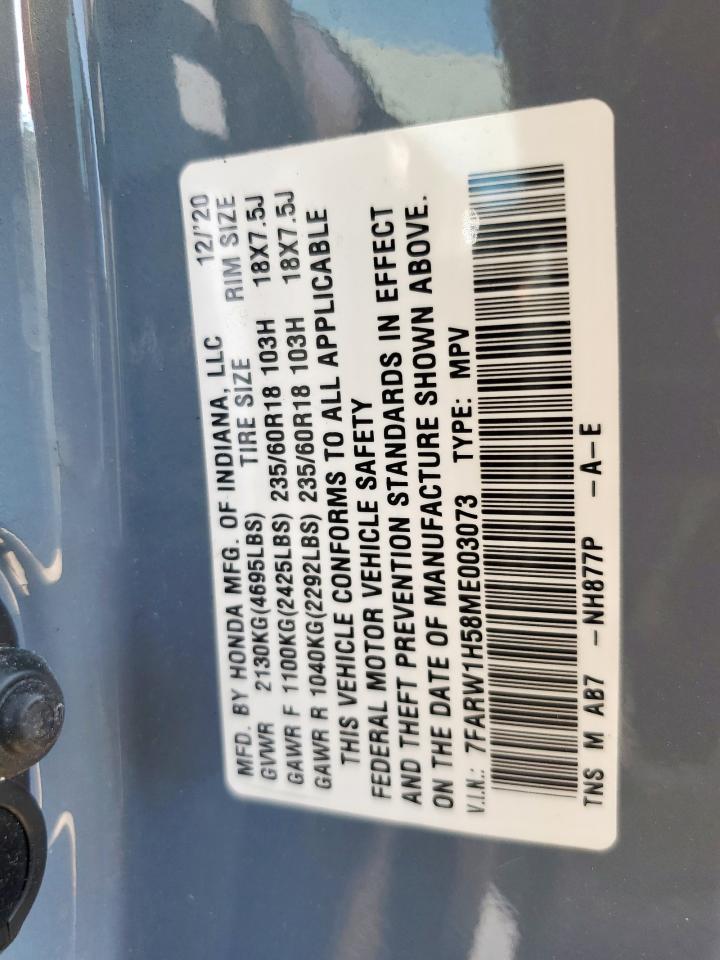 MFD. BY HONDA MFG. OF INDIANA, LLC 12/'20
GVWR 2130KG(4695LBS) TIRE SIZE RIM SIZE
GAWR F 1100KG(2425LBS) 235/60R18 103H 18X7.5J
GAWR R 1040KG(2292LBS) 235/60R18 103H 18X7.5J
THIS VEHICLE CONFORMS TO ALL APPLICABLE
FEDERAL MOTOR VEHICLE SAFETY
AND THEFT PREVENTION STANDARDS IN EFFECT
ON THE DATE OF MANUFACTURE SHOWN ABOVE.
V.I.N.: 7FARW1H58ME003073 TYPE: MPV
TNS M AB7 -NH877P -A-E